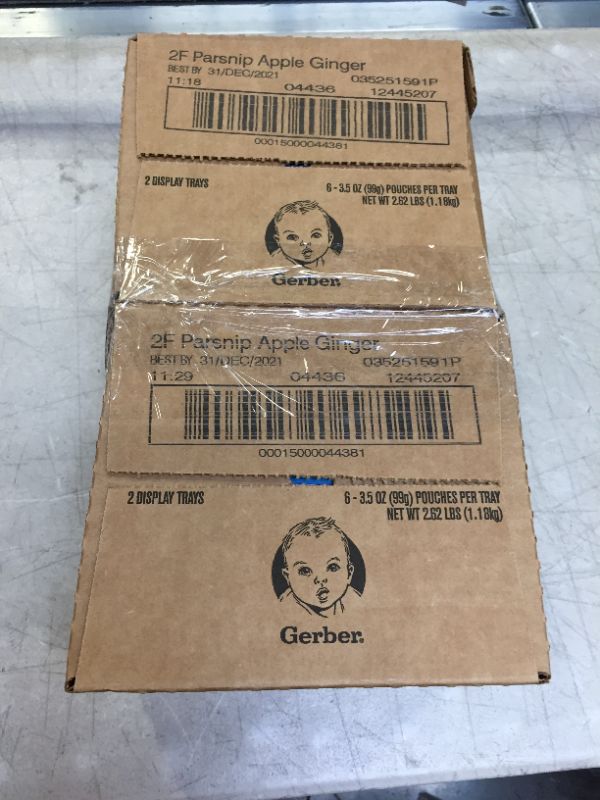 2F Parsnip Apple Ginger
BEST BY 31/DEC/2021 035251591P
11:18 04436 12445207
00015000044381
2 DISPLAY TRAYS 6 - 3.5 OZ (99g) POUCHES PER TRAY
NET WT 2.62 LBS (1.18kg)
Gerber.
2F Parsnip Apple Ginger
BEST BY 31/DEC/2021 035251591P
11:29 04436 12445207
00015000044381
2 DISPLAY TRAYS 6 - 3.5 OZ (99g) POUCHES PER TRAY
NET WT 2.62 LBS (1.18kg)
Gerber.